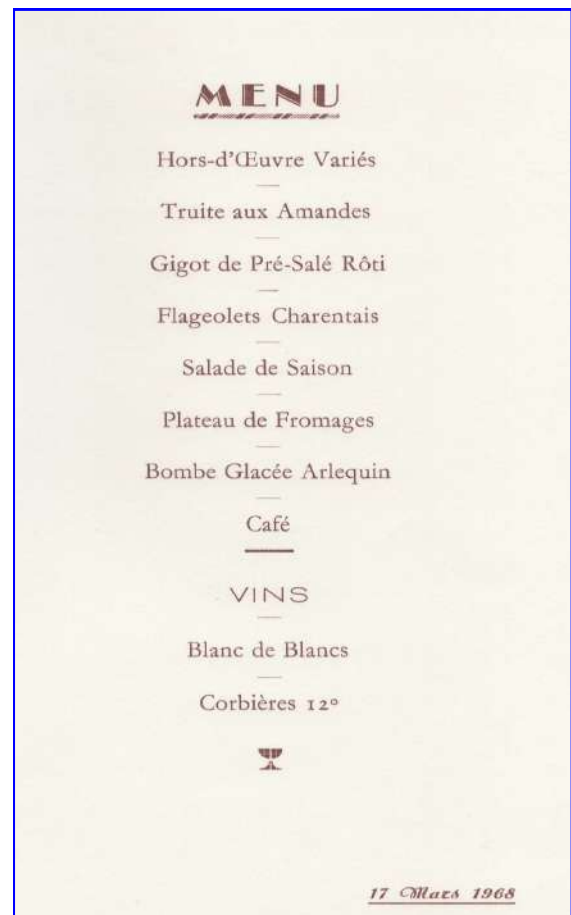 MENU
Hors-d'Œuvre Variés
Truite aux Amandes
Gigot de Pré-Salé Rôti
Flageolets Charentais
Salade de Saison
Plateau de Fromages
Bombe Glacée Arlequin
Café
VINS
Blanc de Blancs
Corbières 12°
17 Mars 1968